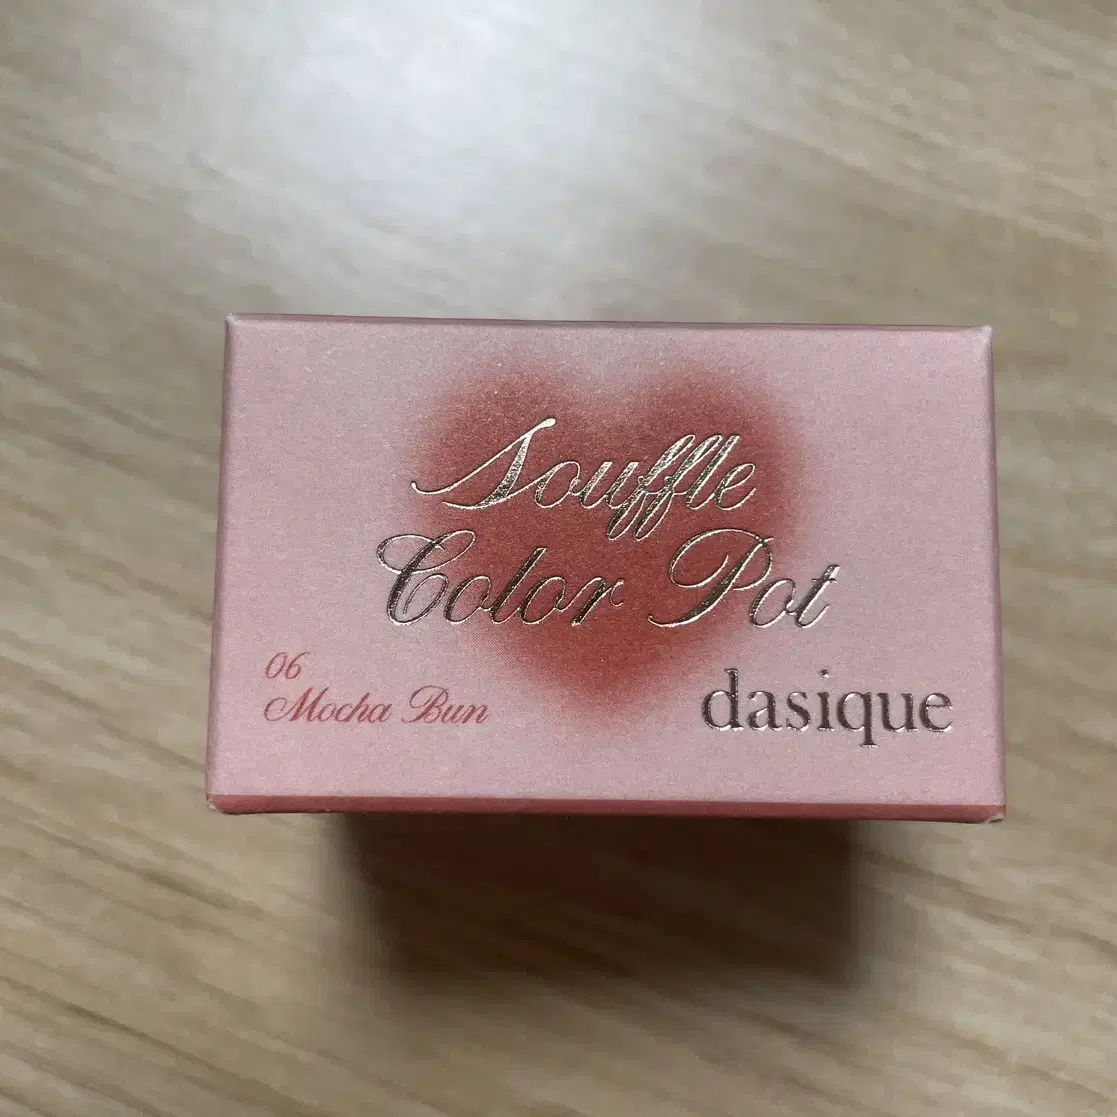 Souffle
Color Pot
06
Mocha Bun
dasique